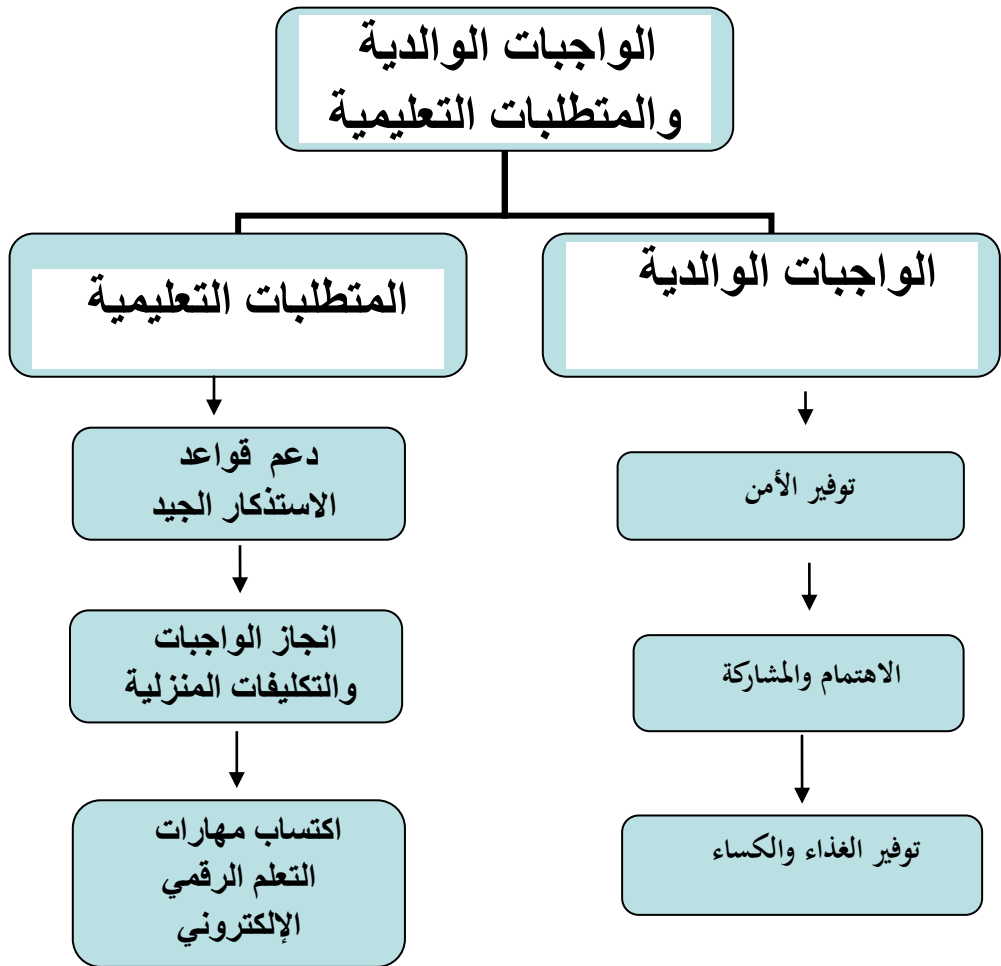 الواجبات الوالدية
والمتطلبات التعليمية
الواجبات الوالدية
المتطلبات التعليمية
توفير الأمن
الاهتمام والمشاركة
توفير الغذاء والكساء
دعم قواعد
الاستذكار الجيد
انجاز الواجبات
والتكليفات المنزلية
اكتساب مهارات
التعلم الرقمي
الإلكتروني